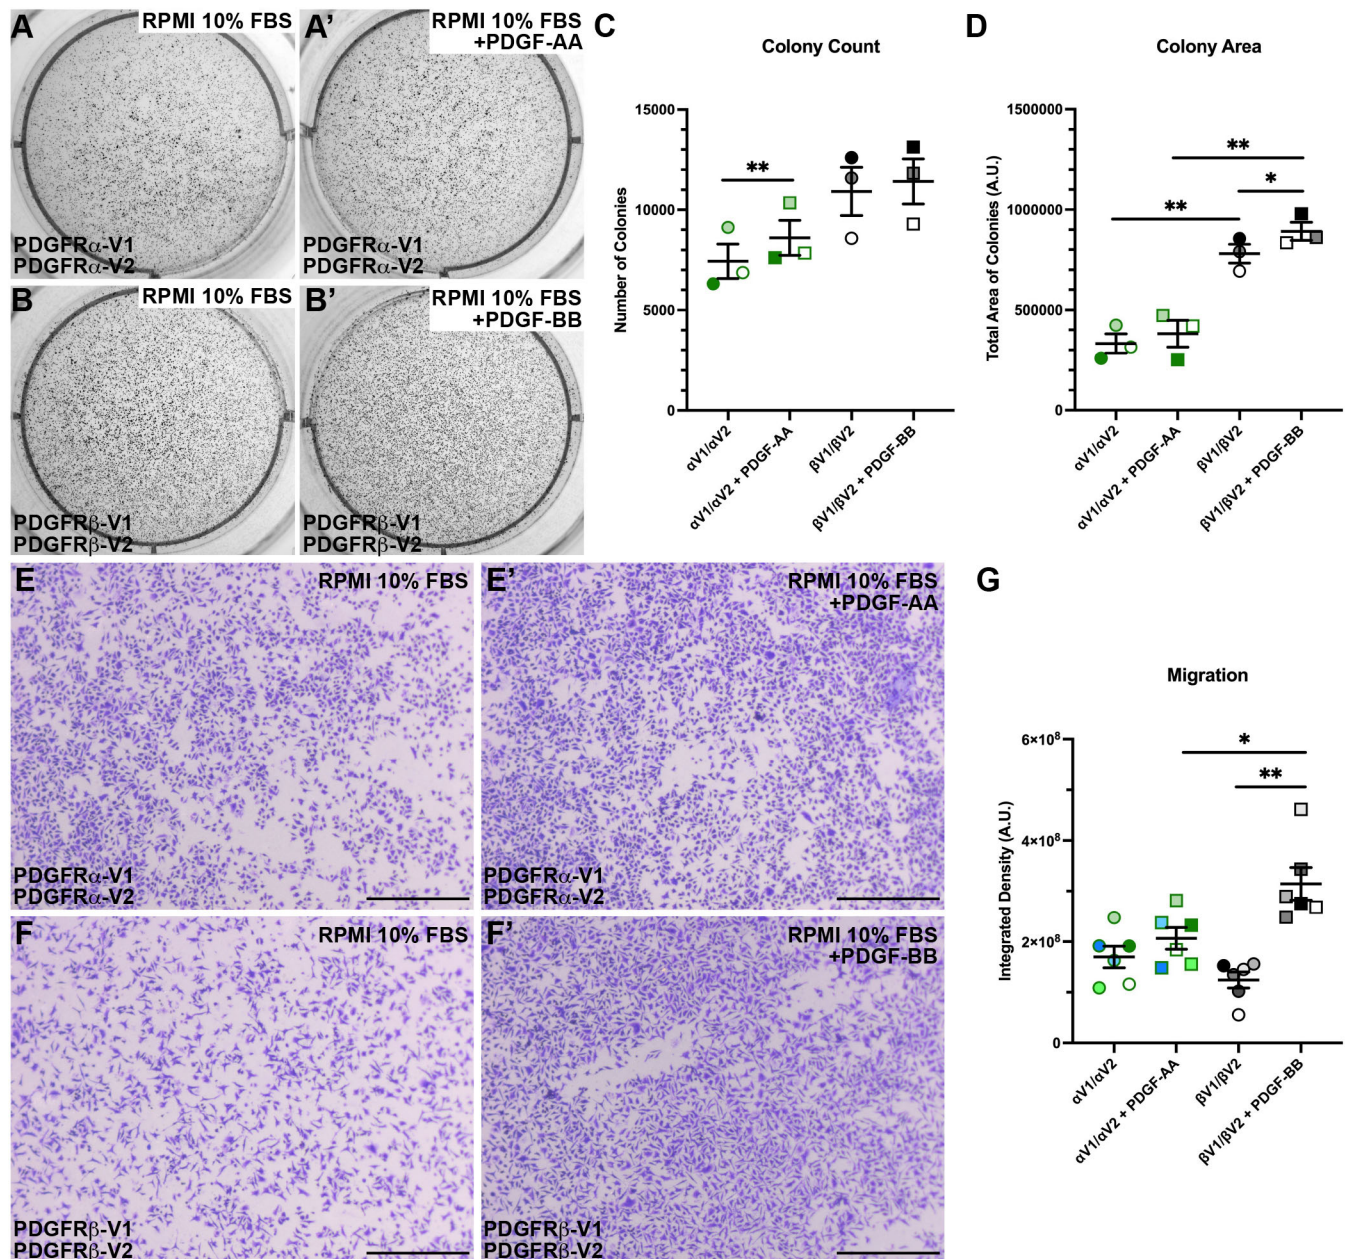 A
RPMI 10% FBS
PDGFRα-V1
PDGFRα-V2
A’
RPMI 10% FBS
+PDGF-AA
PDGFRα-V1
PDGFRα-V2
B
RPMI 10% FBS
PDGFRβ-V1
PDGFRβ-V2
B’
RPMI 10% FBS
+PDGF-BB
PDGFRβ-V1
PDGFRβ-V2
C
Colony Count
Number of Colonies
15000
10000
5000
0
**
αV1/αV2
αV1/αV2 + PDGF-AA
βV1/βV2
βV1/βV2 + PDGF-BB
D
Colony Area
Total Area of Colonies (A.U.)
1500000
1000000
500000
0
**
*
**
αV1/αV2
αV1/αV2 + PDGF-AA
βV1/βV2
βV1/βV2 + PDGF-BB
E
RPMI 10% FBS
PDGFRα-V1
PDGFRα-V2
E’
RPMI 10% FBS
+PDGF-AA
PDGFRα-V1
PDGFRα-V2
F
RPMI 10% FBS
PDGFRβ-V1
PDGFRβ-V2
F’
RPMI 10% FBS
+PDGF-BB
PDGFRβ-V1
PDGFRβ-V2
G
Migration
Integrated Density (A.U.)
6×10⁸
4×10⁸
2×10⁸
0
*
**
αV1/αV2
αV1/αV2 + PDGF-AA
βV1/βV2
βV1/βV2 + PDGF-BB